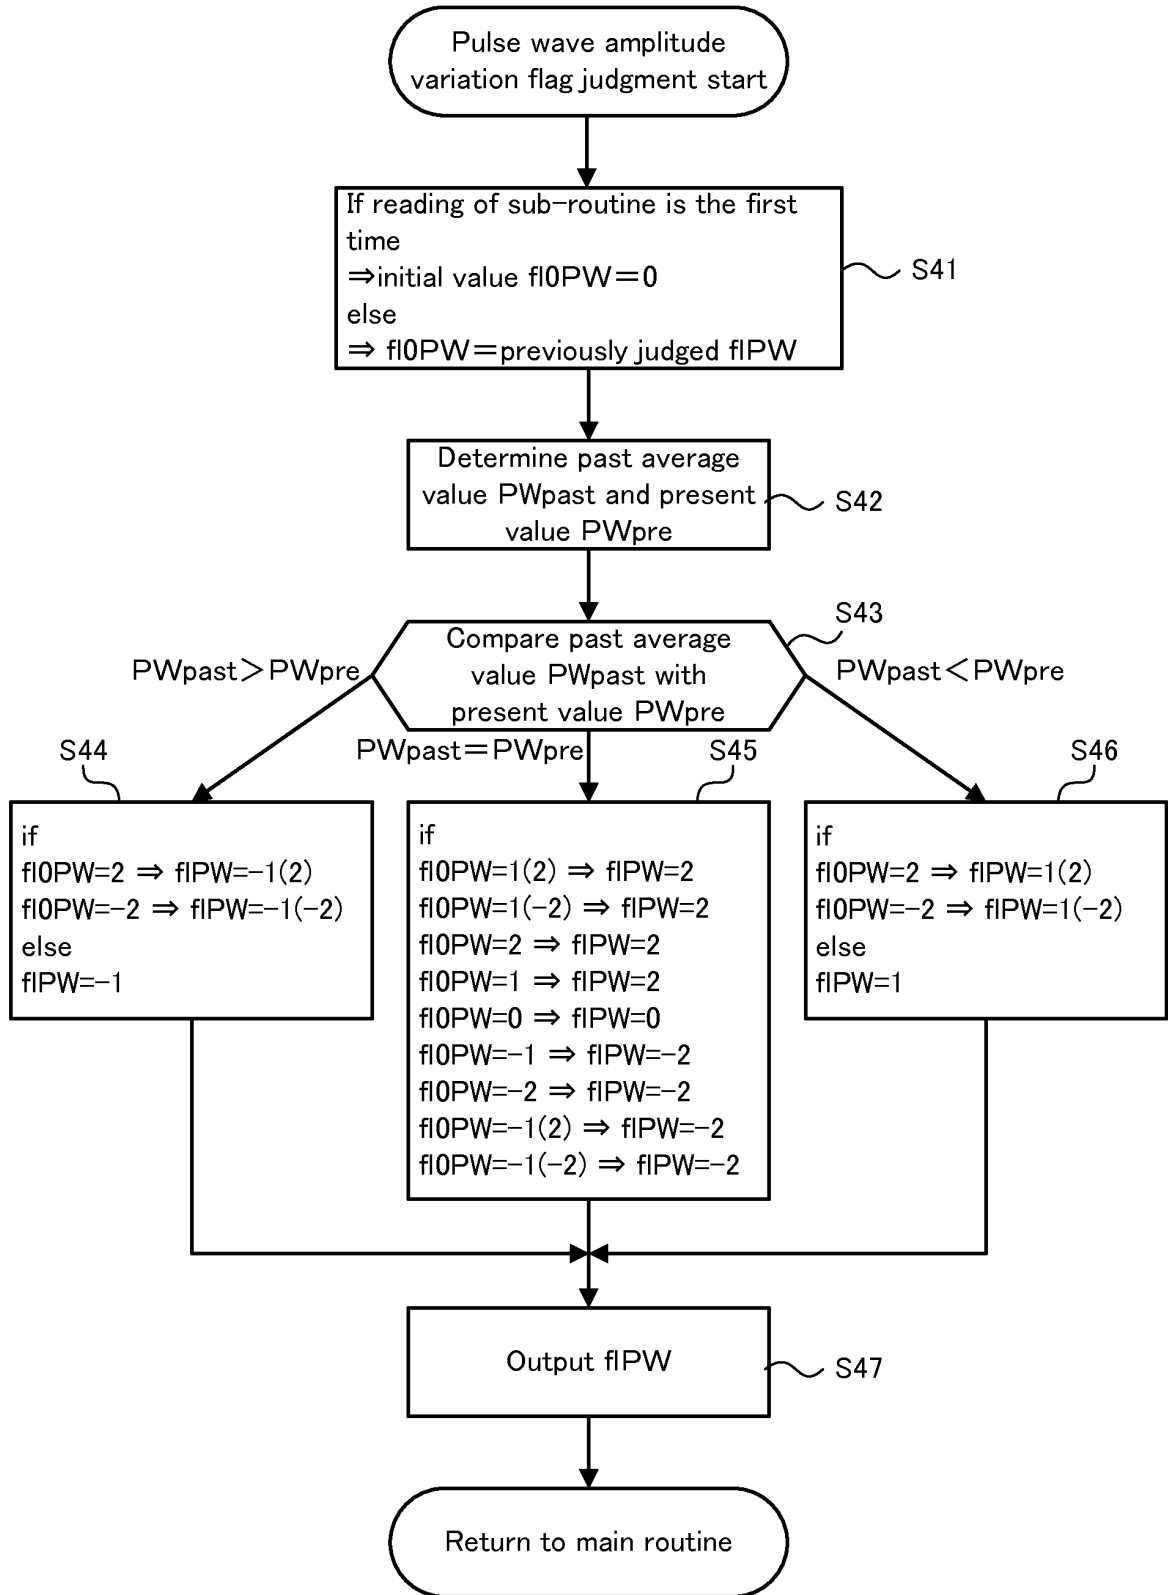 Pulse wave amplitude
variation flag judgment start
If reading of sub-routine is the first
time
⇒initial value fl0PW=0
else
⇒ fl0PW=previously judged flPW
S41
Determine past average
value PWpast and present
value PWpre
S42
Compare past average
value PWpast with
present value PWpre
S43
PWpast>PWpre
PWpast=PWpre
PWpast<PWpre
S44
if
fl0PW=2 ⇒ flPW=-1(2)
fl0PW=-2 ⇒ flPW=-1(-2)
else
flPW=-1
S45
if
fl0PW=1(2) ⇒ flPW=2
fl0PW=1(-2) ⇒ flPW=2
fl0PW=2 ⇒ flPW=2
fl0PW=1 ⇒ flPW=2
fl0PW=0 ⇒ flPW=0
fl0PW=-1 ⇒ flPW=-2
fl0PW=-2 ⇒ flPW=-2
fl0PW=-1(2) ⇒ flPW=-2
fl0PW=-1(-2) ⇒ flPW=-2
S46
if
fl0PW=2 ⇒ flPW=1(2)
fl0PW=-2 ⇒ flPW=1(-2)
else
flPW=1
Output flPW
S47
Return to main routine